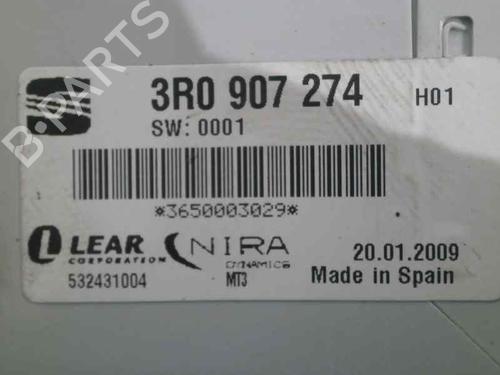 B-PARTS
3R0 907 274 H01
SW: 0001
*3650003029*
LEAR
CORPORATION
NIRA
DYNAMICS
20.01.2009
532431004 MT3 Made in Spain